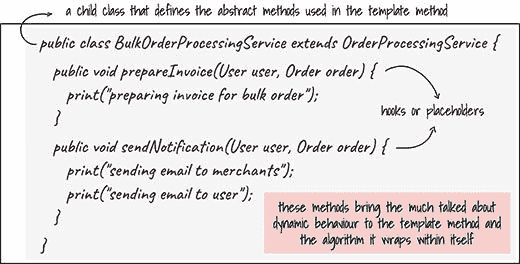 a child class that defines the abstract methods used in the template method
public class BulkOrderProcessingService extends OrderProcessingService {
public void prepareInvoice(User user, Order order) {
print("preparing invoice for bulk order");
}
hooks or placeholders
public void sendNotification(User user, Order order) {
print("sending email to merchants");
print("sending email to user");
}
}
these methods bring the much talked about
dynamic behaviour to the template method and
the algorithm it wraps within itself